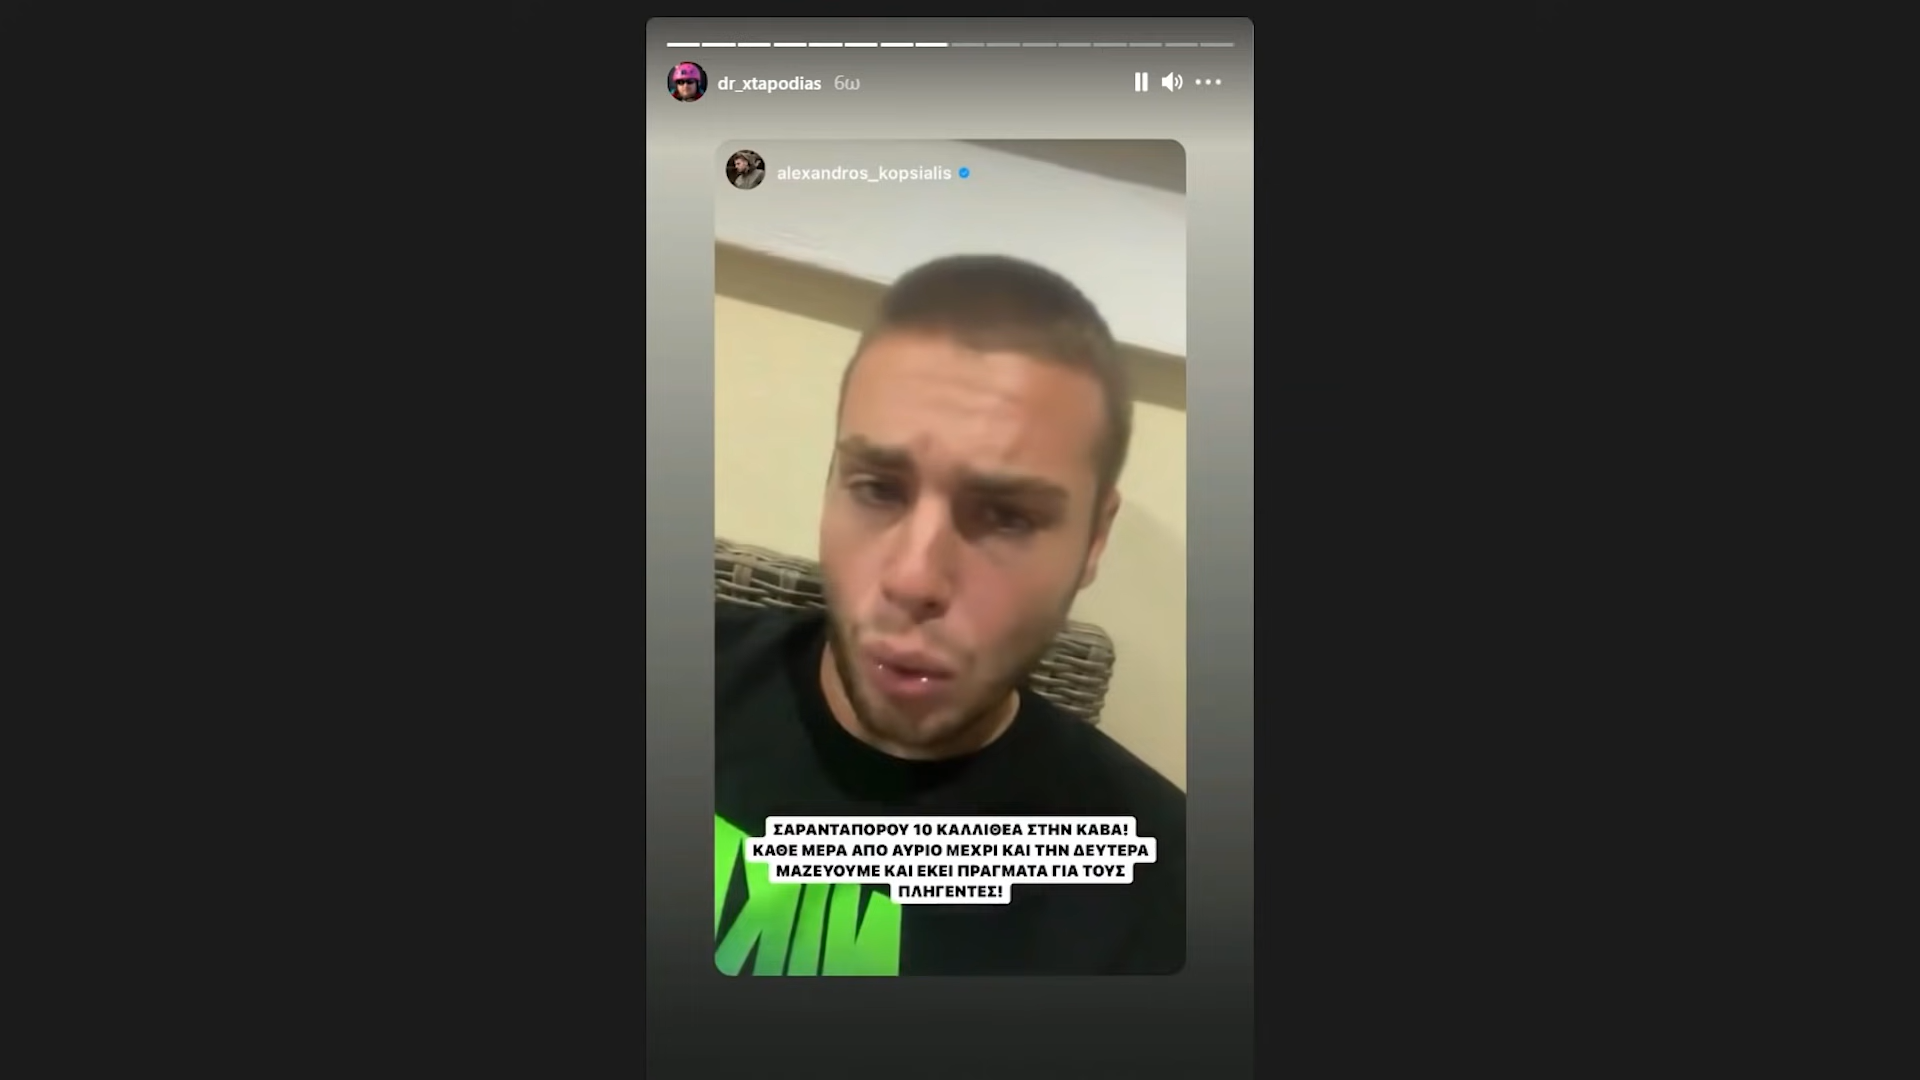 dr_xtapodias 6ω
alexandros_kopsialis
ΣΑΡΑΝΤΑΠΟΡΟΥ 10 ΚΑΛΛΙΘΕΑ ΣΤΗΝ ΚΑΒΑ!
ΚΑΘΕ ΜΕΡΑ ΑΠΟ ΑΥΡΙΟ ΜΕΧΡΙ ΚΑΙ ΤΗΝ ΔΕΥΤΕΡΑ
ΜΑΖΕΥΟΥΜΕ ΚΑΙ ΕΚΕΙ ΠΡΑΓΜΑΤΑ ΓΙΑ ΤΟΥΣ
ΠΛΗΓΕΝΤΕΣ!